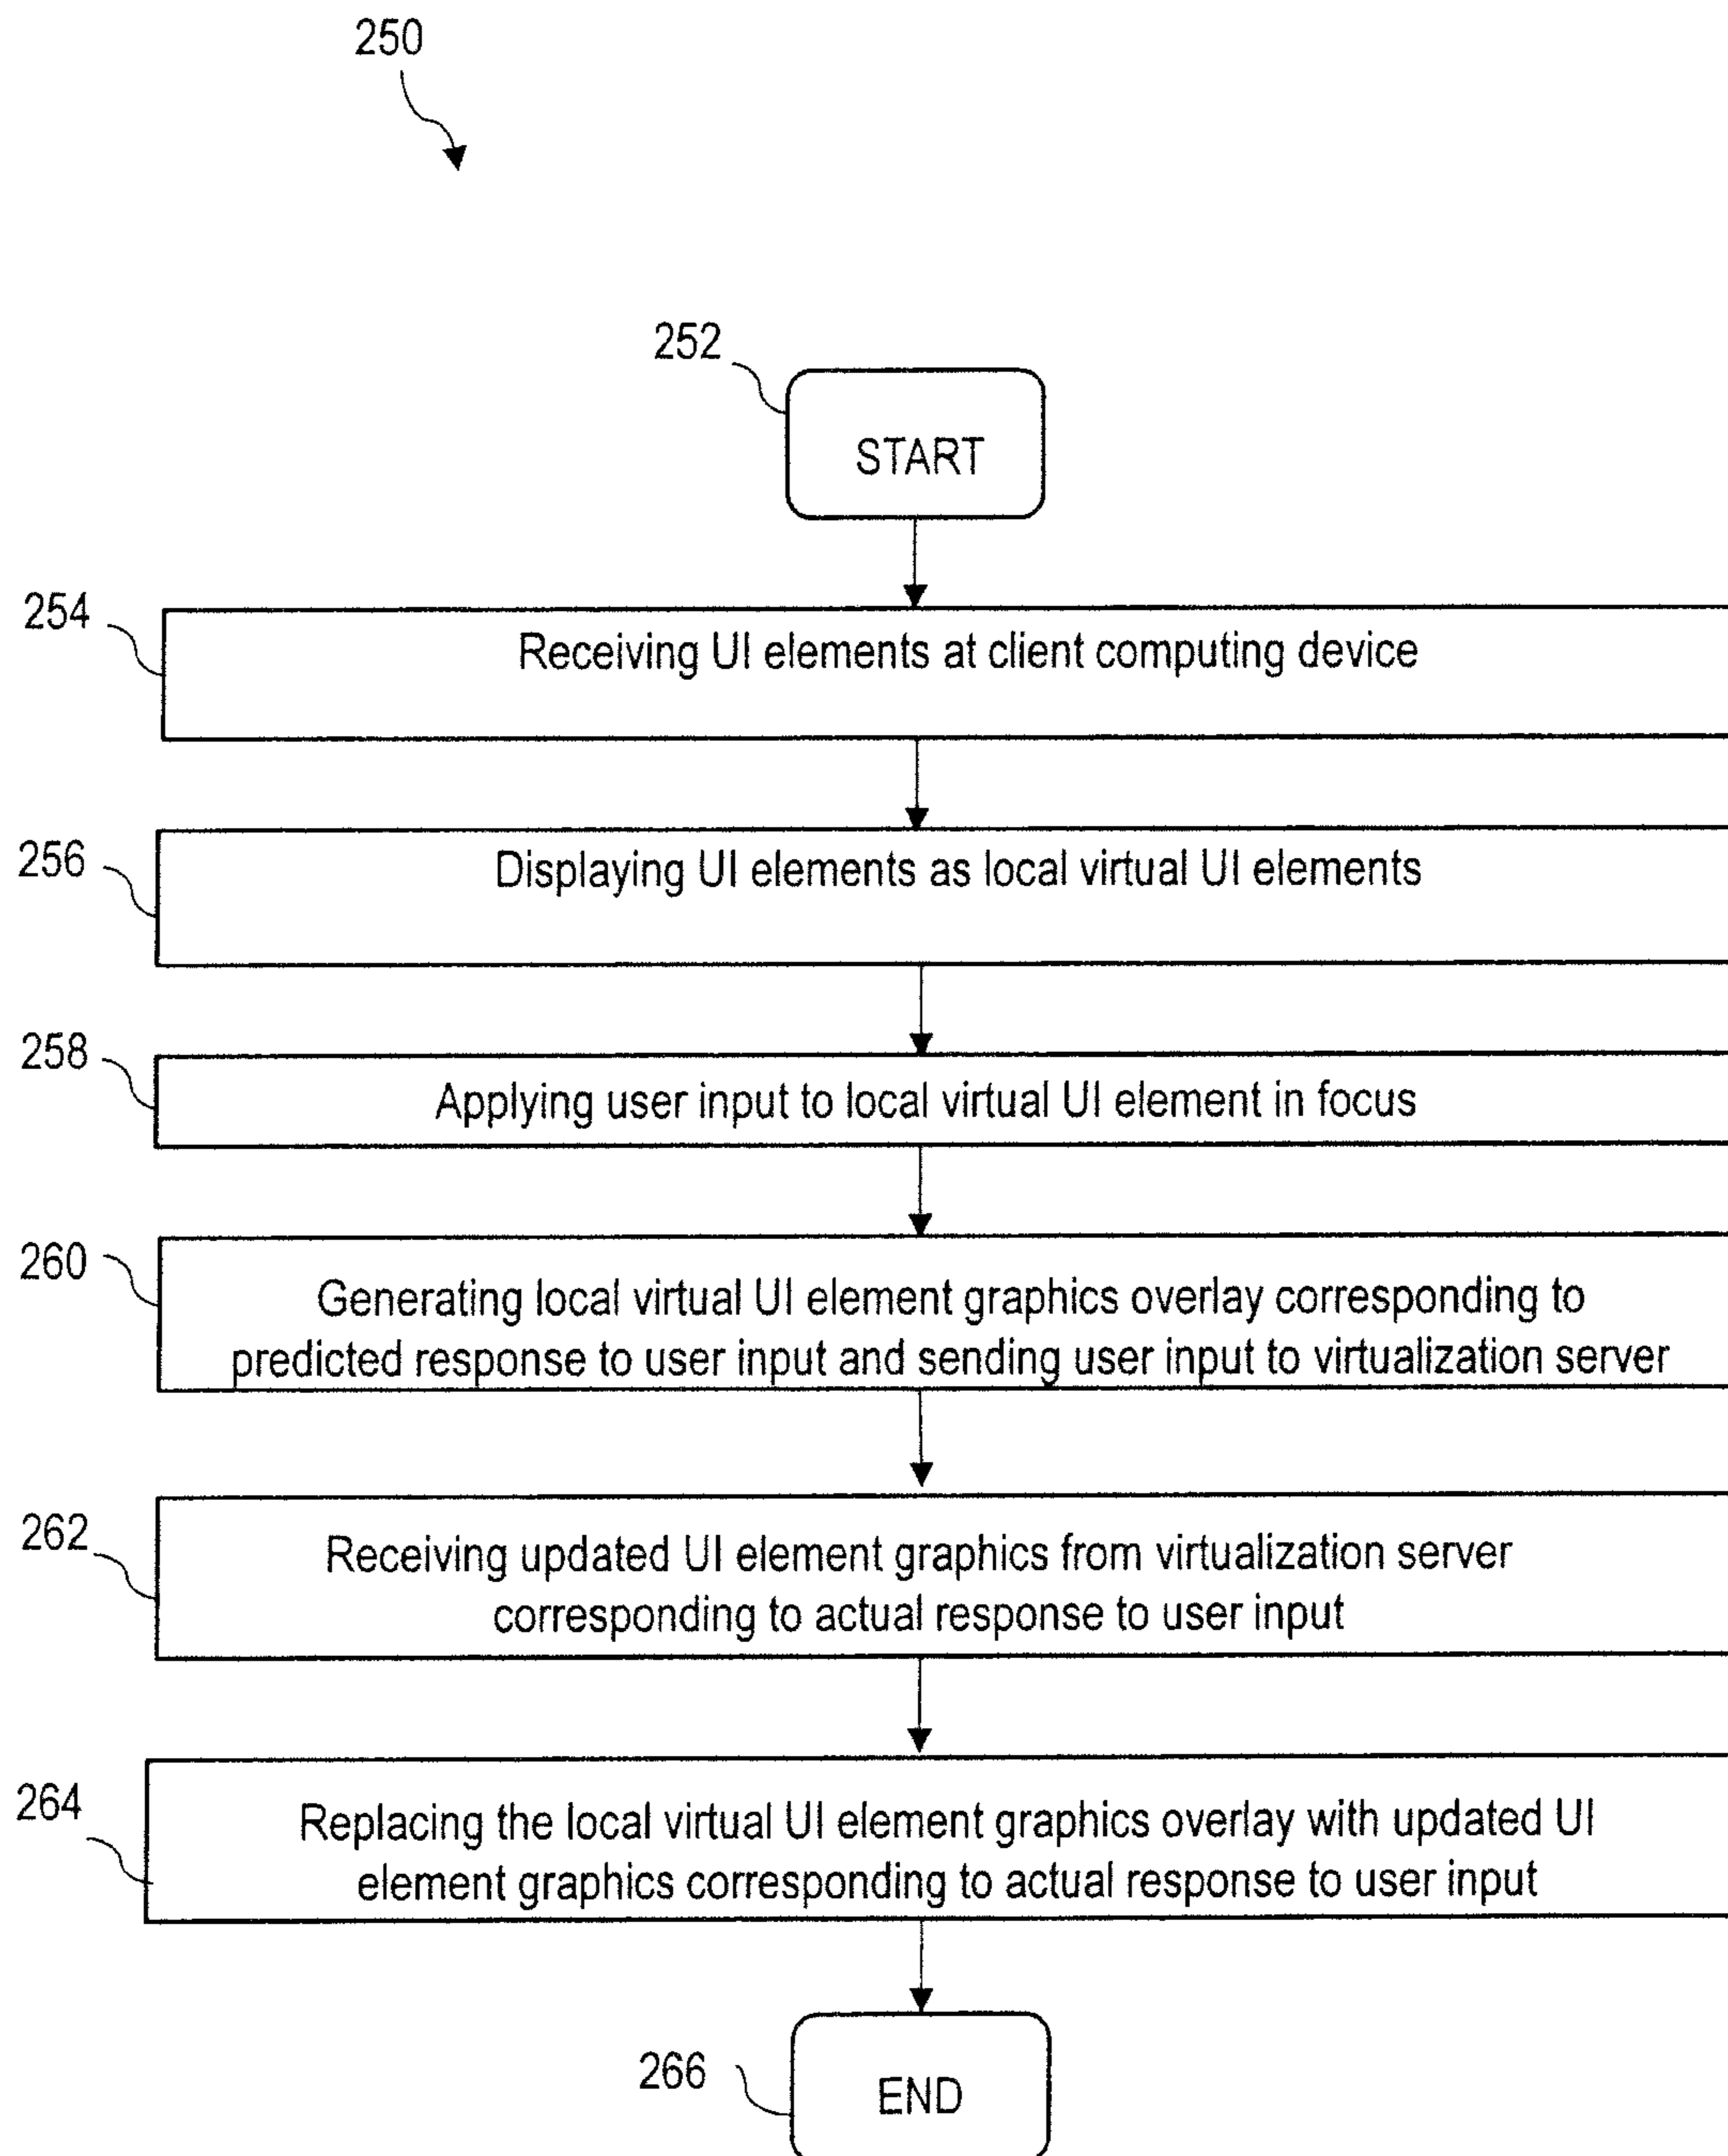 250
252
START
254
Receiving UI elements at client computing device
256
Displaying UI elements as local virtual UI elements
258
Applying user input to local virtual UI element in focus
260
Generating local virtual UI element graphics overlay corresponding to
predicted response to user input and sending user input to virtualization server
262
Receiving updated UI element graphics from virtualization server
corresponding to actual response to user input
264
Replacing the local virtual UI element graphics overlay with updated UI
element graphics corresponding to actual response to user input
266
END